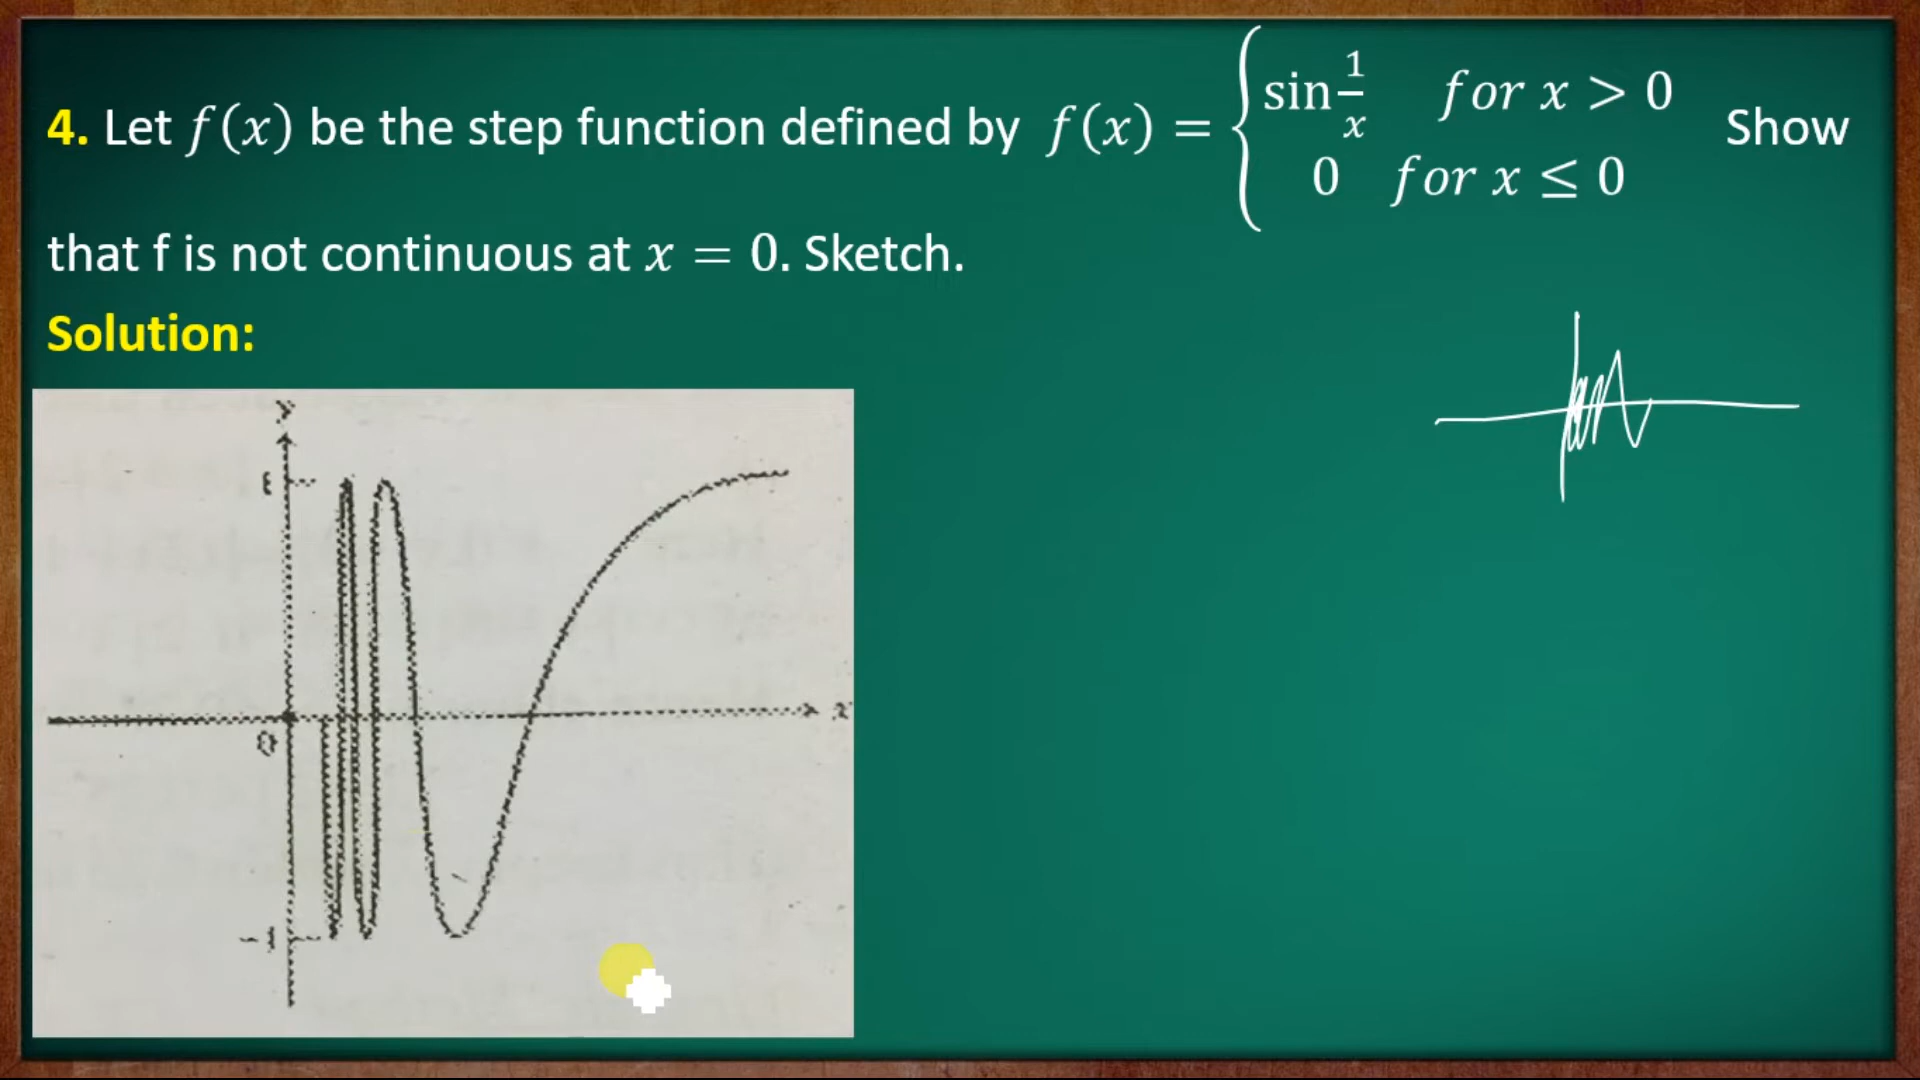 4. Let f(x) be the step function defined by f(x) = { sin 1/x for x > 0 Show
0 for x ≤ 0
that f is not continuous at x = 0. Sketch.
Solution:
y
1
0
x
-1